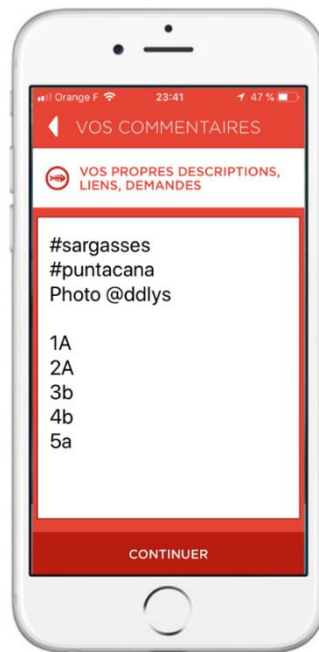 Orange F 23:41 47 %
VOS COMMENTAIRES
VOS PROPRES DESCRIPTIONS,
LIENS, DEMANDES
#sargasses
#puntacana
Photo @ddlys
1A
2A
3b
4b
5a
CONTINUER